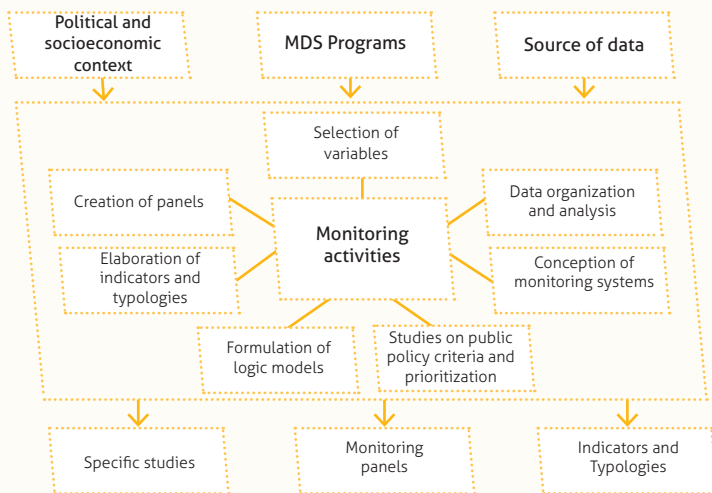 Political and
socioeconomic
context
MDS Programs
Source of data
Selection of
variables
Creation of panels
Data organization
and analysis
Monitoring
activities
Elaboration of
indicators and
typologies
Conception of
monitoring systems
Formulation of
logic models
Studies on public
policy criteria and
prioritization
Specific studies
Monitoring
panels
Indicators and
Typologies